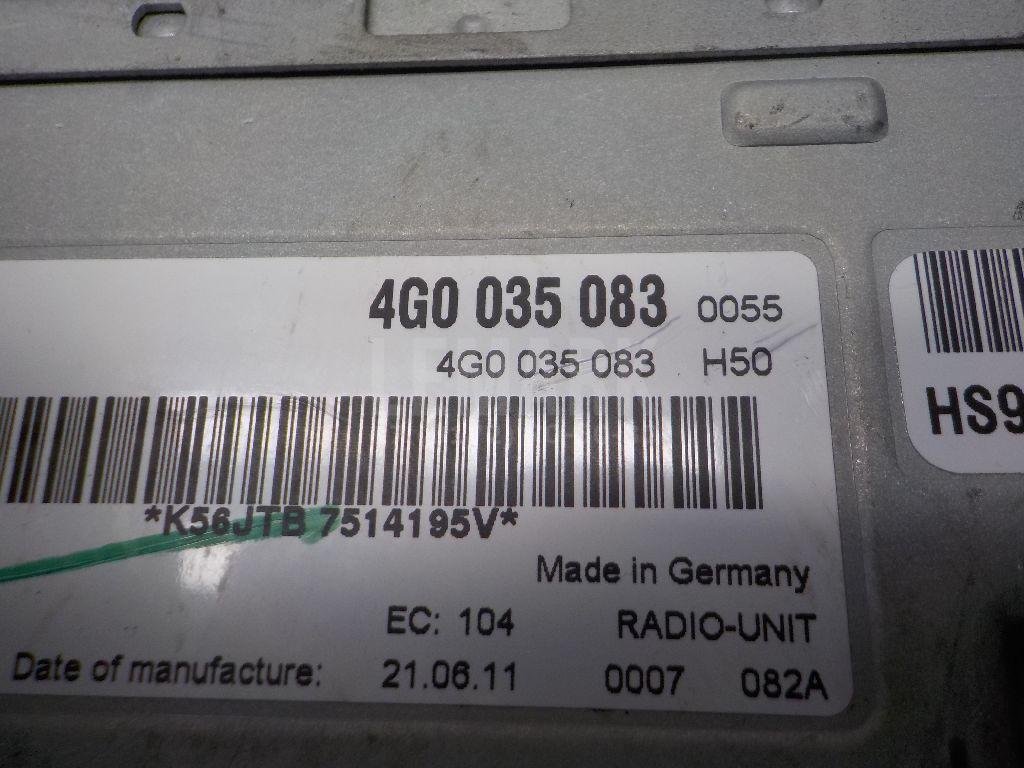 4G0 035 083 0055
4G0 035 083 H50
*K56JTB 7514195V*
Made in Germany
EC: 104 RADIO-UNIT
Date of manufacture: 21.06.11 0007 082A
HS9